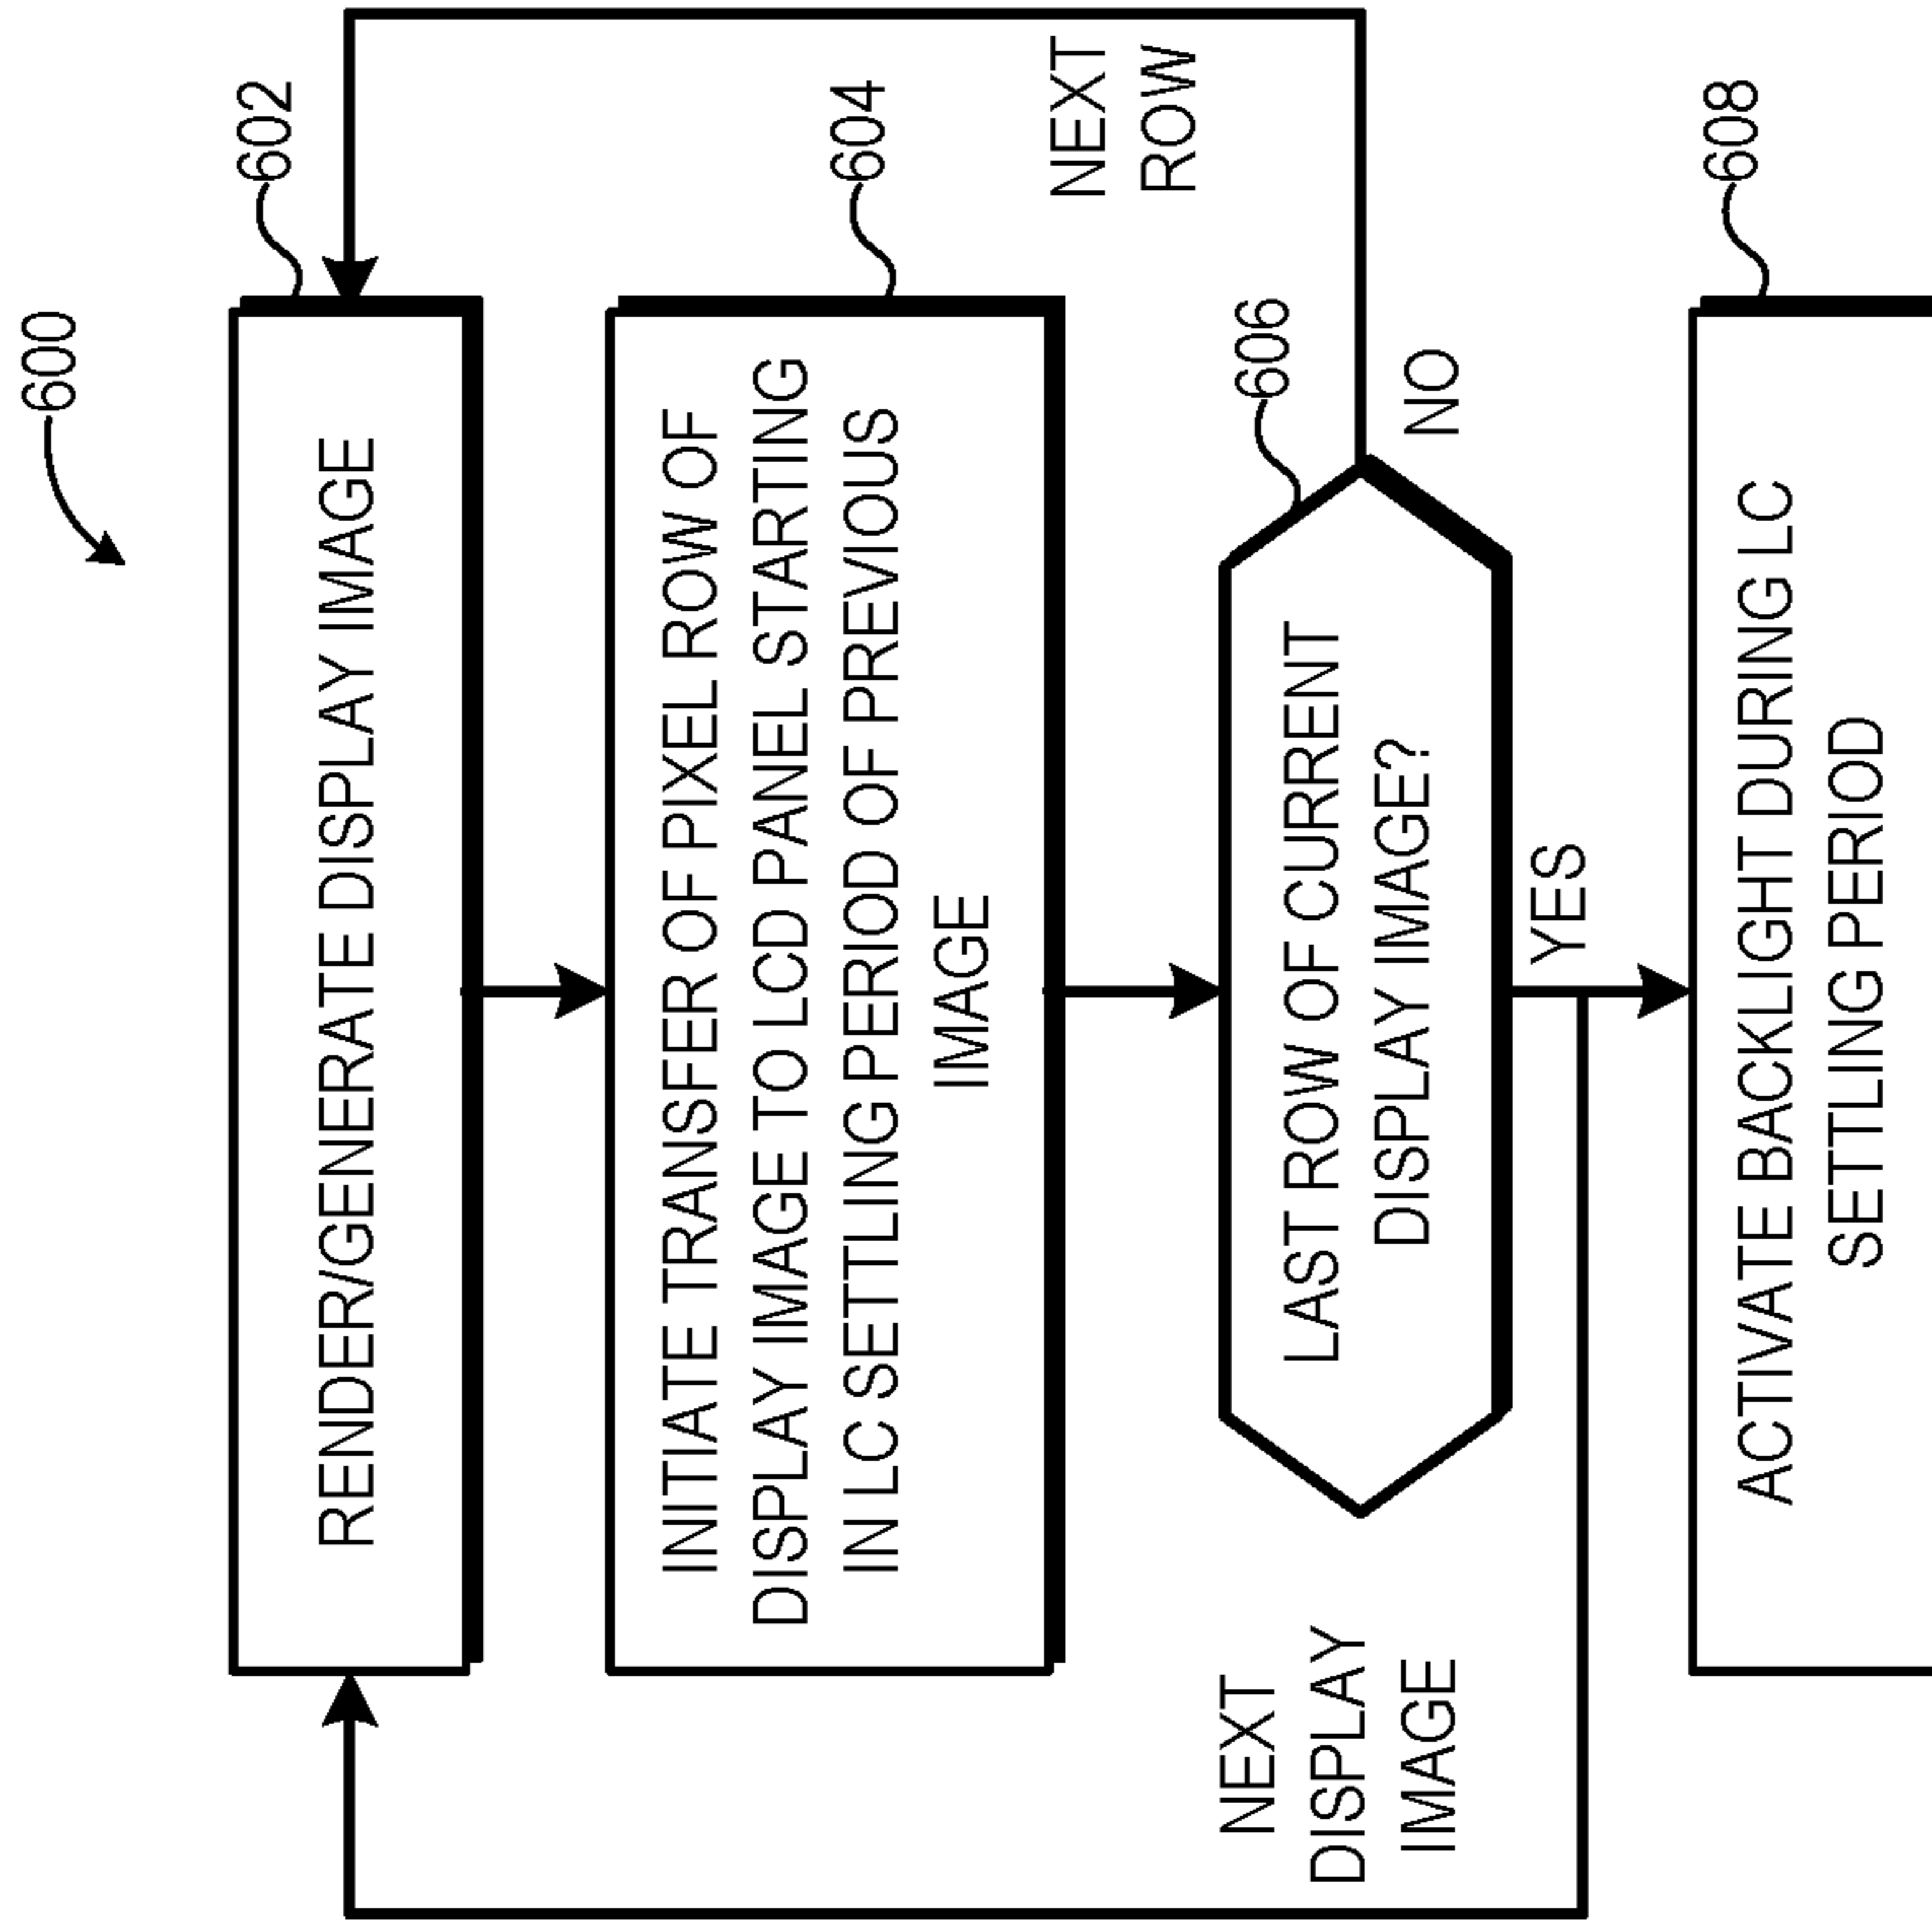 600
602
RENDER/GENERATE DISPLAY IMAGE
604
INITIATE TRANSFER OF PIXEL ROW OF
DISPLAY IMAGE TO LCD PANEL STARTING
IN LC SETTLING PERIOD OF PREVIOUS
IMAGE
NEXT
ROW
606
LAST ROW OF CURRENT
DISPLAY IMAGE?
NO
NEXT
DISPLAY
IMAGE
YES
608
ACTIVATE BACKLIGHT DURING LC
SETTLING PERIOD